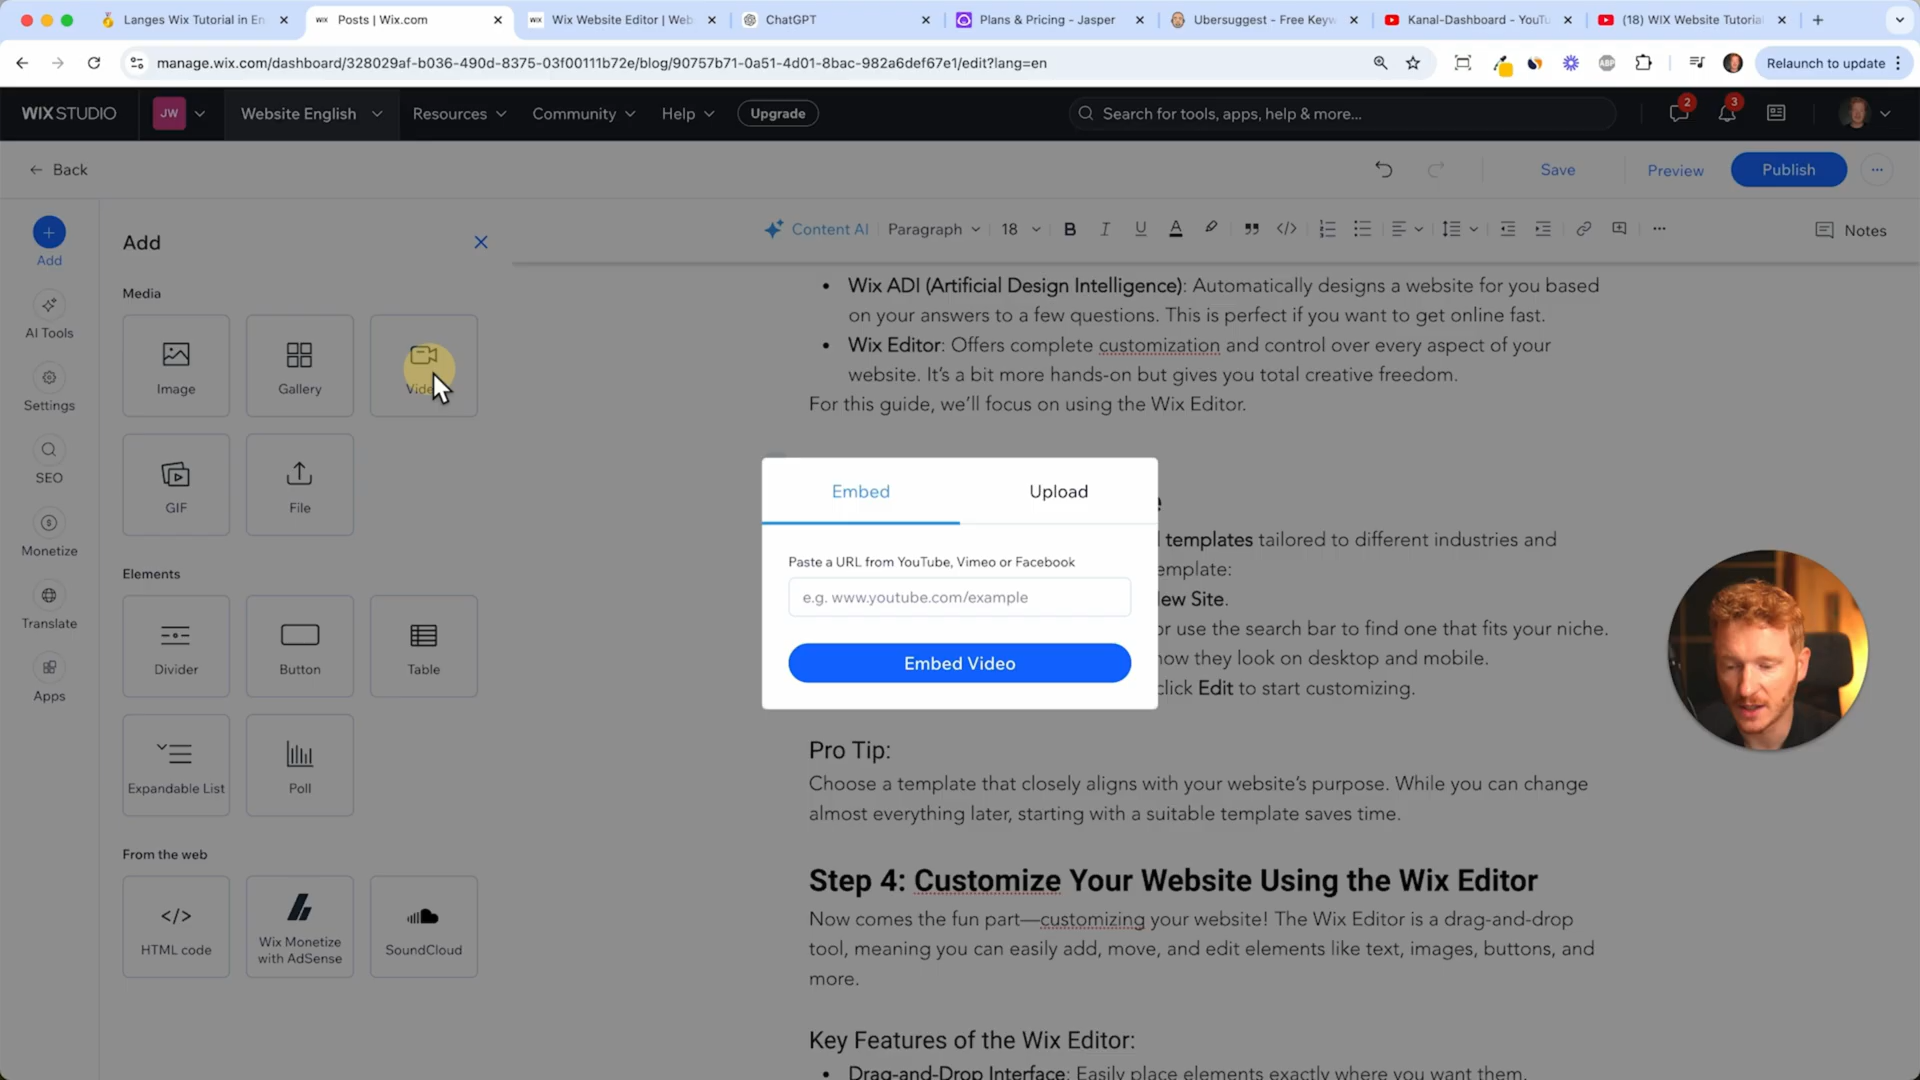 Langes Wix Tutorial in En
Posts | Wix.com
Wix Website Editor | Web
ChatGPT
Plans & Pricing - Jasper
Ubersuggest - Free Keyw
Kanal-Dashboard - YouTu
(18) WIX Website Tutoria
manage.wix.com/dashboard/328029af-b036-490d-8375-03f00111b72e/blog/90757b71-0a51-4d01-8bac-982a6def67e1/edit?lang=en
Relaunch to update
WIX STUDIO
JW
Website English
Resources
Community
Help
Upgrade
Search for tools, apps, help & more...
2
3
Back
Save
Preview
Publish
Add
AI Tools
Settings
SEO
Monetize
Translate
Apps
Add
Media
Image
Gallery
Video
GIF
File
Elements
Divider
Button
Table
Expandable List
Poll
From the web
HTML code
Wix Monetize
with AdSense
SoundCloud
Content AI
Paragraph
18
B
I
U
A
Notes
• Wix ADI (Artificial Design Intelligence): Automatically designs a website for you based
on your answers to a few questions. This is perfect if you want to get online fast.
• Wix Editor: Offers complete customization and control over every aspect of your
website. It's a bit more hands-on but gives you total creative freedom.
For this guide, we'll focus on using the Wix Editor.
Embed
Upload
Paste a URL from YouTube, Vimeo or Facebook
e.g. www.youtube.com/example
Embed Video
templates tailored to different industries and
emplate:
ew Site.
or use the search bar to find one that fits your niche.
how they look on desktop and mobile.
click Edit to start customizing.
Pro Tip:
Choose a template that closely aligns with your website's purpose. While you can change
almost everything later, starting with a suitable template saves time.
Step 4: Customize Your Website Using the Wix Editor
Now comes the fun part—customizing your website! The Wix Editor is a drag-and-drop
tool, meaning you can easily add, move, and edit elements like text, images, buttons, and
more.
Key Features of the Wix Editor:
• Drag-and-Drop Interface: Easily place elements exactly where you want them.